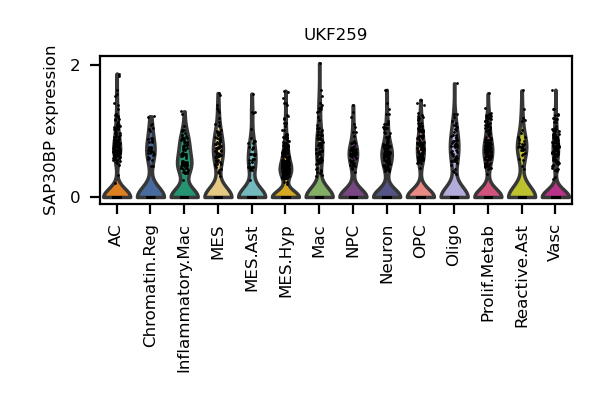 UKF259
SAP30BP expression
2
0
AC
Chromatin.Reg
Inflammatory.Mac
MES
MES.Ast
MES.Hyp
Mac
NPC
Neuron
OPC
Oligo
Prolif.Metab
Reactive.Ast
Vasc